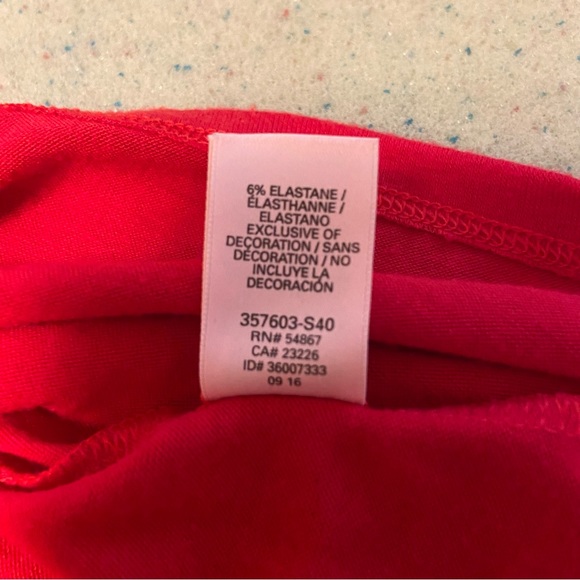 6% ELASTANE /
ÉLASTHANNE /
ELASTANO
EXCLUSIVE OF
DECORATION / SANS
DÉCORATION / NO
INCLUYE LA
DECORACIÓN
357603-S40
RN# 54867
CA# 23226
ID# 36007333
09 16